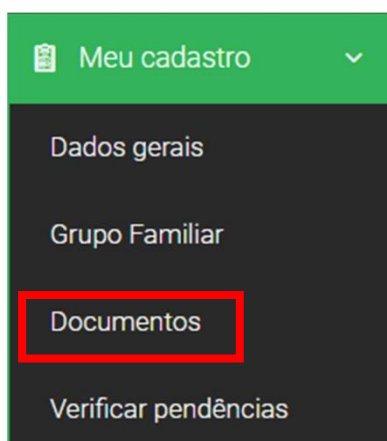 Meu cadastro
Dados gerais
Grupo Familiar
Documentos
Verificar pendências